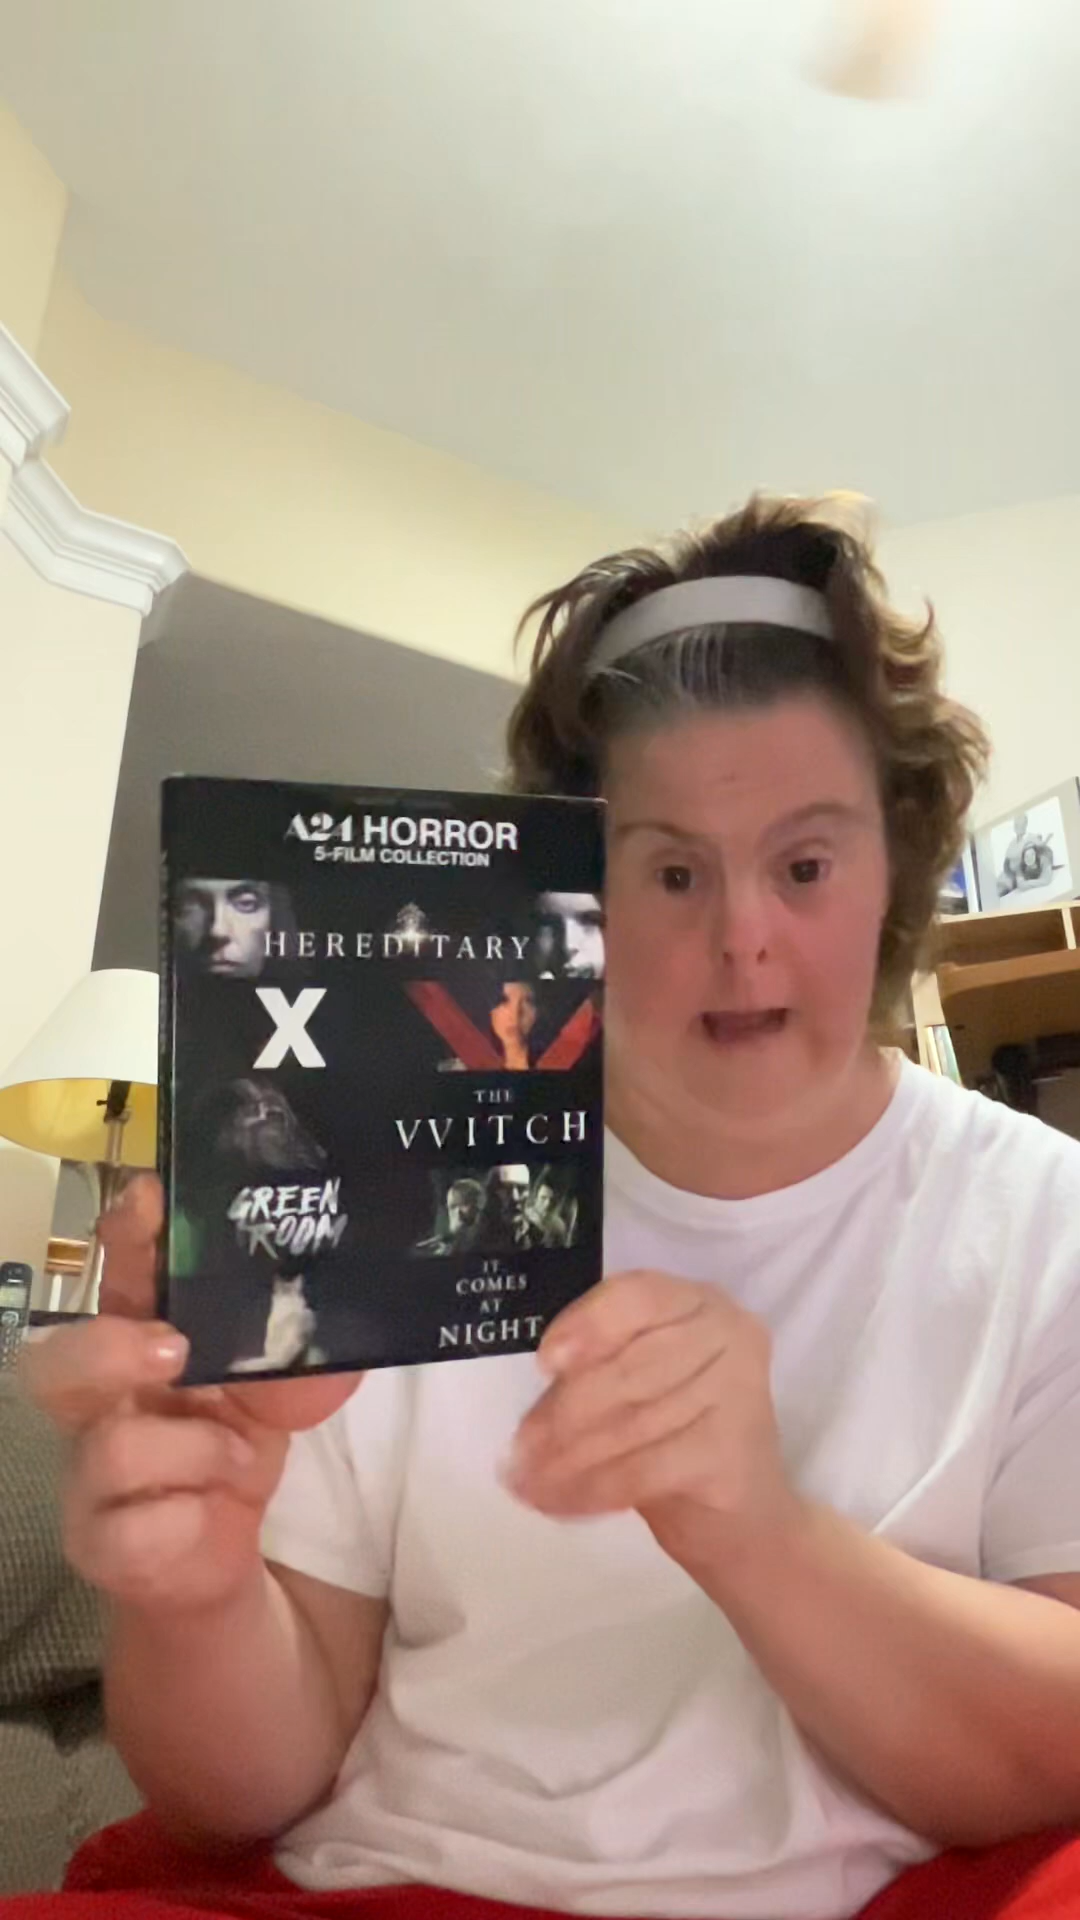 A24 HORROR
5-FILM COLLECTION
HEREDITARY
X
THE
VVITCH
GREEN
ROOM
IT
COMES
AT
NIGHT